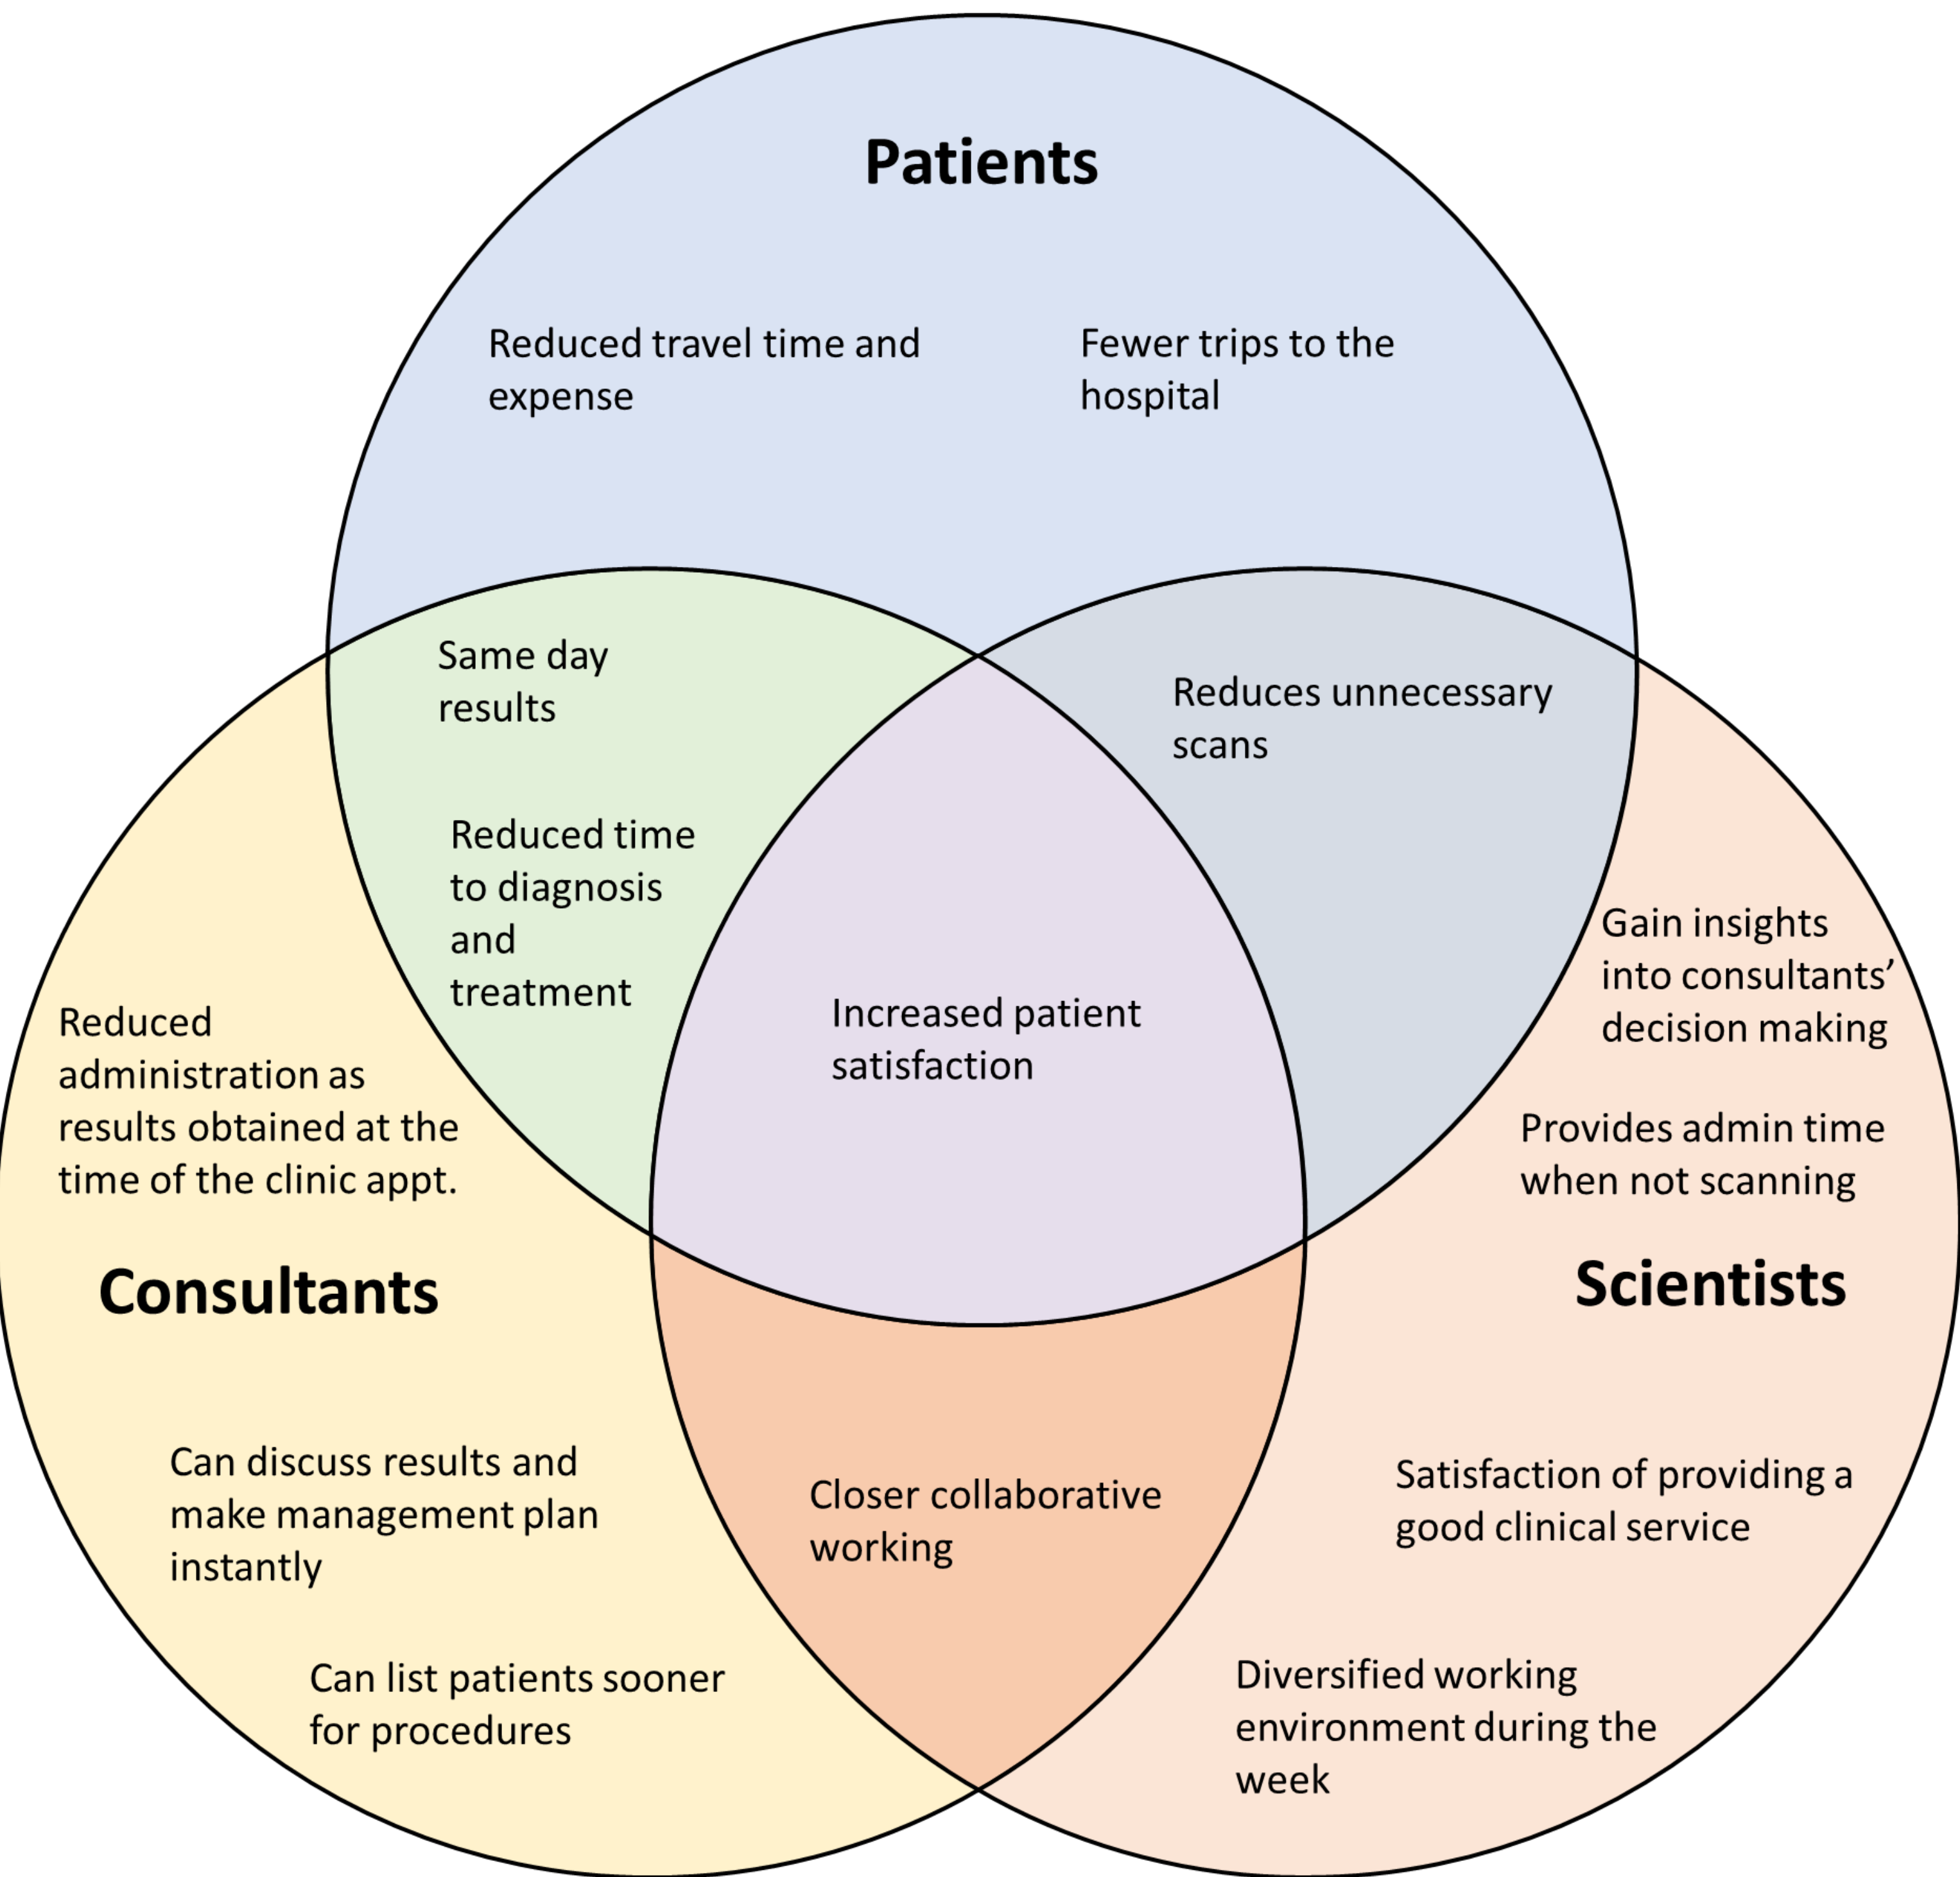 Patients
Reduced travel time and
expense
Fewer trips to the
hospital
Same day
results
Reduced time
to diagnosis
and
treatment
Reduces unnecessary
scans
Increased patient
satisfaction
Gain insights
into consultants’
decision making
Provides admin time
when not scanning
Reduced
administration as
results obtained at the
time of the clinic appt.
Consultants
Scientists
Can discuss results and
make management plan
instantly
Can list patients sooner
for procedures
Closer collaborative
working
Satisfaction of providing a
good clinical service
Diversified working
environment during the
week